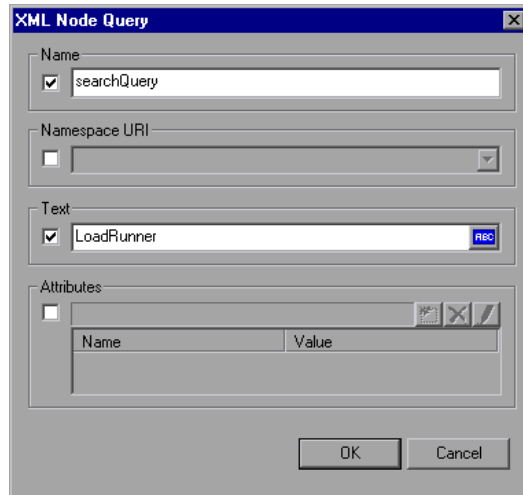 XML Node Query
Name
searchQuery
Namespace URI
Text
LoadRunner
ABC
Attributes
Name Value
OK Cancel